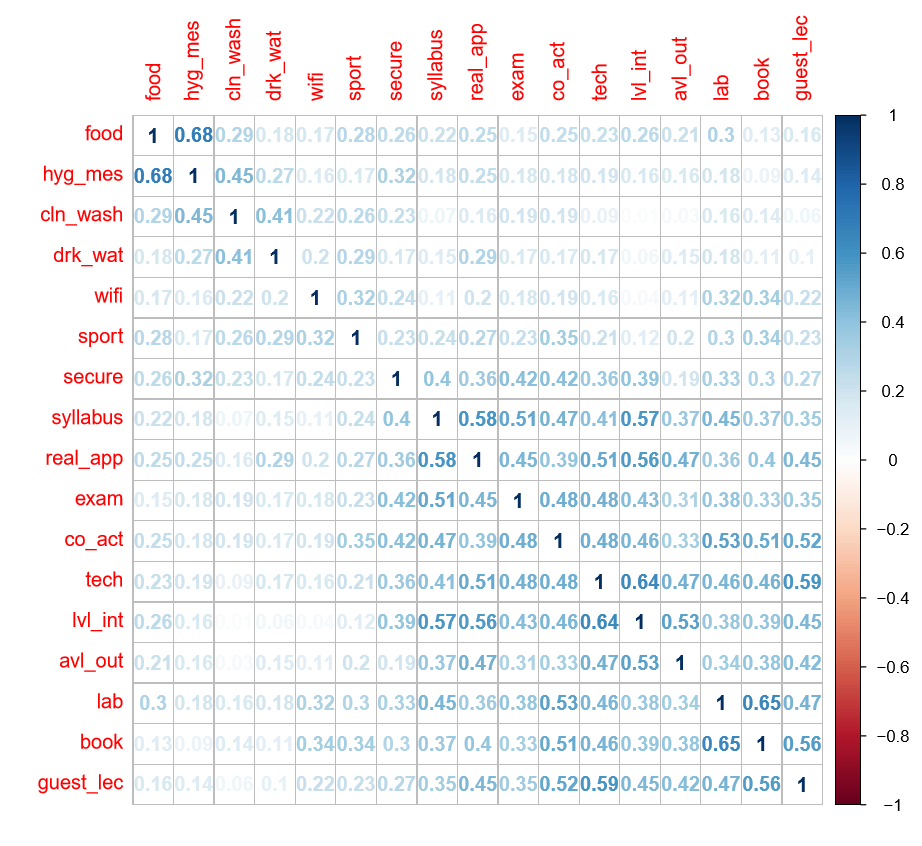 food hyg_mes cln_wash drk_wat wifi sport secure syllabus real_app exam co_act tech lvl_int avl_out lab book guest_lec
food 1 0.68 0.29 0.18 0.17 0.28 0.26 0.22 0.25 0.15 0.25 0.23 0.26 0.21 0.3 0.13 0.16
hyg_mes 0.68 1 0.45 0.27 0.16 0.17 0.32 0.18 0.25 0.18 0.18 0.19 0.16 0.16 0.18 0.09 0.14
cln_wash 0.29 0.45 1 0.41 0.22 0.26 0.23 0.07 0.16 0.19 0.19 0.09 0.01 0.03 0.16 0.14 0.06
drk_wat 0.18 0.27 0.41 1 0.2 0.29 0.17 0.15 0.29 0.17 0.17 0.17 0.06 0.15 0.18 0.11 0.1
wifi 0.17 0.16 0.22 0.2 1 0.32 0.24 0.11 0.2 0.18 0.19 0.16 0.04 0.11 0.32 0.34 0.22
sport 0.28 0.17 0.26 0.29 0.32 1 0.23 0.24 0.27 0.23 0.35 0.21 0.12 0.2 0.3 0.34 0.23
secure 0.26 0.32 0.23 0.17 0.24 0.23 1 0.4 0.36 0.42 0.42 0.36 0.39 0.19 0.33 0.3 0.27
syllabus 0.22 0.18 0.07 0.15 0.11 0.24 0.4 1 0.58 0.51 0.47 0.41 0.57 0.37 0.45 0.37 0.35
real_app 0.25 0.25 0.16 0.29 0.2 0.27 0.36 0.58 1 0.45 0.39 0.51 0.56 0.47 0.36 0.4 0.45
exam 0.15 0.18 0.19 0.17 0.18 0.23 0.42 0.51 0.45 1 0.48 0.48 0.43 0.31 0.38 0.33 0.35
co_act 0.25 0.18 0.19 0.17 0.19 0.35 0.42 0.47 0.39 0.48 1 0.48 0.46 0.33 0.53 0.51 0.52
tech 0.23 0.19 0.09 0.17 0.16 0.21 0.36 0.41 0.51 0.48 0.48 1 0.64 0.47 0.46 0.46 0.59
lvl_int 0.26 0.16 0.01 0.06 0.04 0.12 0.39 0.57 0.56 0.43 0.46 0.64 1 0.53 0.38 0.39 0.45
avl_out 0.21 0.16 0.03 0.15 0.11 0.2 0.19 0.37 0.47 0.31 0.33 0.47 0.53 1 0.34 0.38 0.42
lab 0.3 0.18 0.16 0.18 0.32 0.3 0.33 0.45 0.36 0.38 0.53 0.46 0.38 0.34 1 0.65 0.47
book 0.13 0.09 0.14 0.11 0.34 0.34 0.3 0.37 0.4 0.33 0.51 0.46 0.39 0.38 0.65 1 0.56
guest_lec 0.16 0.14 0.06 0.1 0.22 0.23 0.27 0.35 0.45 0.35 0.52 0.59 0.45 0.42 0.47 0.56 1
1
0.8
0.6
0.4
0.2
0
−0.2
−0.4
−0.6
−0.8
−1